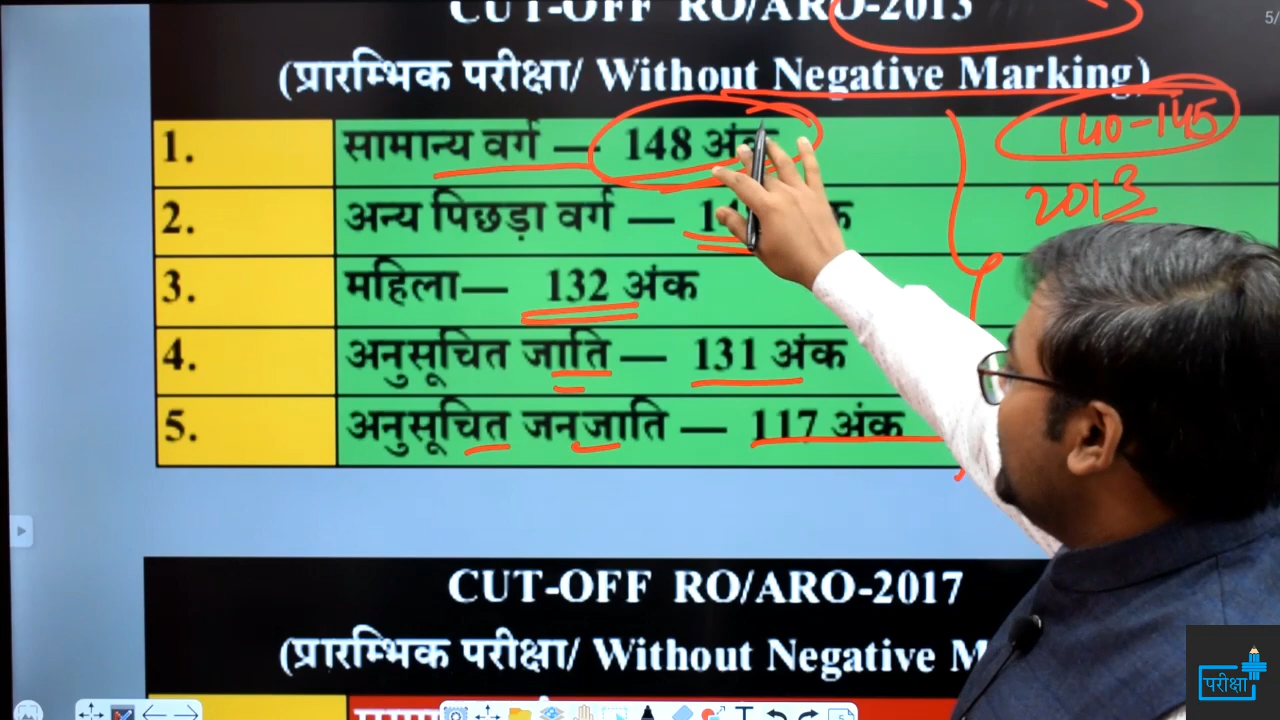 CUT-OFF RO/ARO-2013
(प्रारम्भिक परीक्षा/ Without Negative Marking)
1. सामान्य वर्ग — 148 अंक
140-145
2013
2. अन्य पिछड़ा वर्ग —
3. महिला— 132 अंक
4. अनुसूचित जाति — 131 अंक
5. अनुसूचित जनजाति — 117 अंक
CUT-OFF RO/ARO-2017
(प्रारम्भिक परीक्षा/ Without Negative
परीक्षा
5/